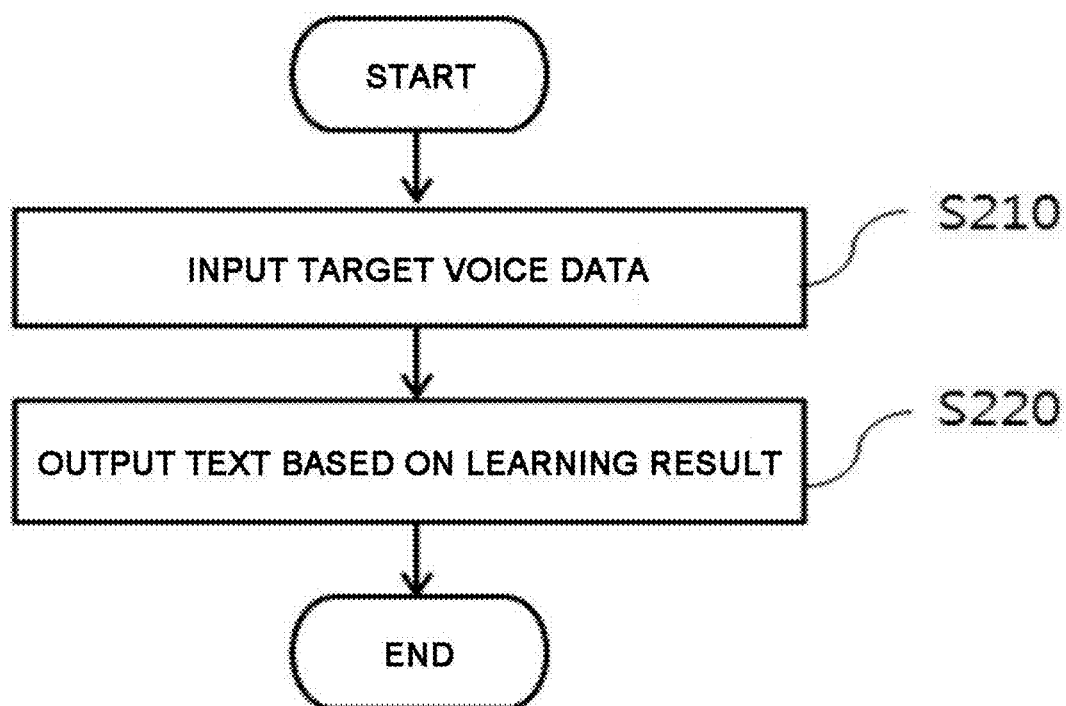 START
INPUT TARGET VOICE DATA
S210
OUTPUT TEXT BASED ON LEARNING RESULT
S220
END